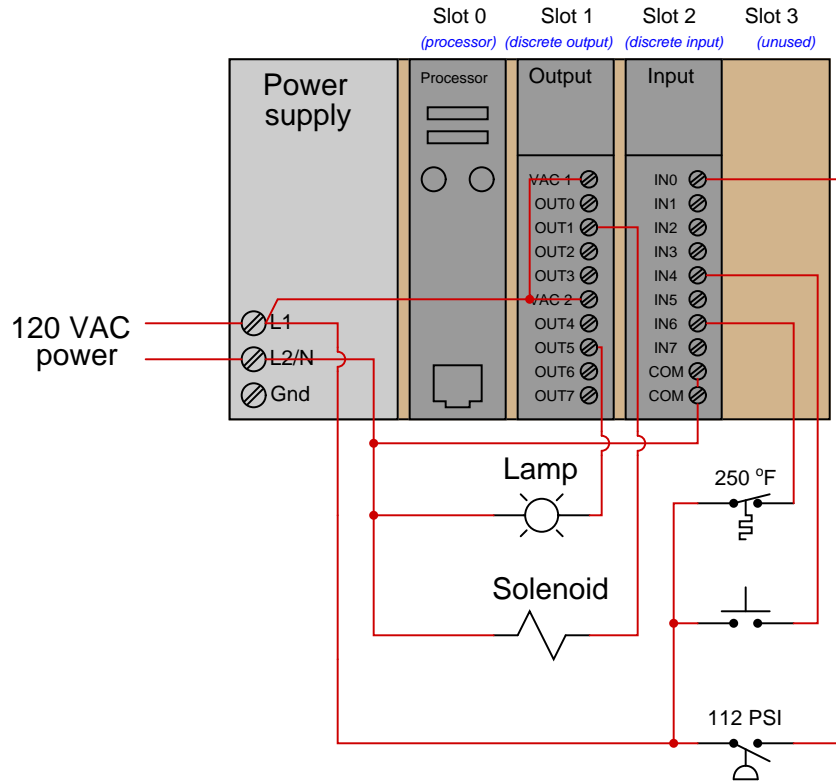 Slot 0 Slot 1 Slot 2 Slot 3
(processor) (discrete output) (discrete input) (unused)
Power
supply
Processor
Output
Input
VAC 1
OUT0
OUT1
OUT2
OUT3
VAC 2
OUT4
OUT5
OUT6
OUT7
IN0
IN1
IN2
IN3
IN4
IN5
IN6
IN7
COM
COM
120 VAC
power
L1
L2/N
Gnd
Lamp
250 °F
Solenoid
112 PSI